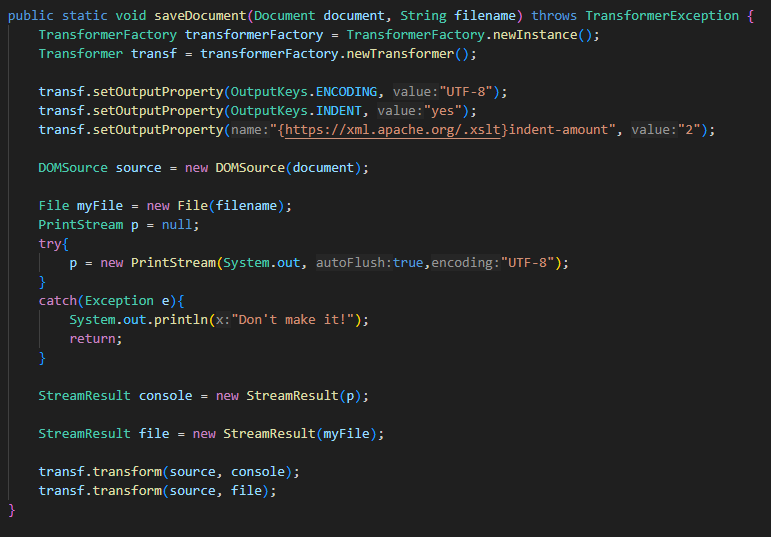 public static void saveDocument(Document document, String filename) throws TransformerException {
    TransformerFactory transformerFactory = TransformerFactory.newInstance();
    Transformer transf = transformerFactory.newTransformer();

    transf.setOutputProperty(OutputKeys.ENCODING, value:"UTF-8");
    transf.setOutputProperty(OutputKeys.INDENT, value:"yes");
    transf.setOutputProperty(name:"{https://xml.apache.org/.xslt}indent-amount", value:"2");

    DOMSource source = new DOMSource(document);

    File myFile = new File(filename);
    PrintStream p = null;
    try{
        p = new PrintStream(System.out, autoFlush:true,encoding:"UTF-8");
    }
    catch(Exception e){
        System.out.println(x:"Don't make it!");
        return;
    }

    StreamResult console = new StreamResult(p);

    StreamResult file = new StreamResult(myFile);

    transf.transform(source, console);
    transf.transform(source, file);
}